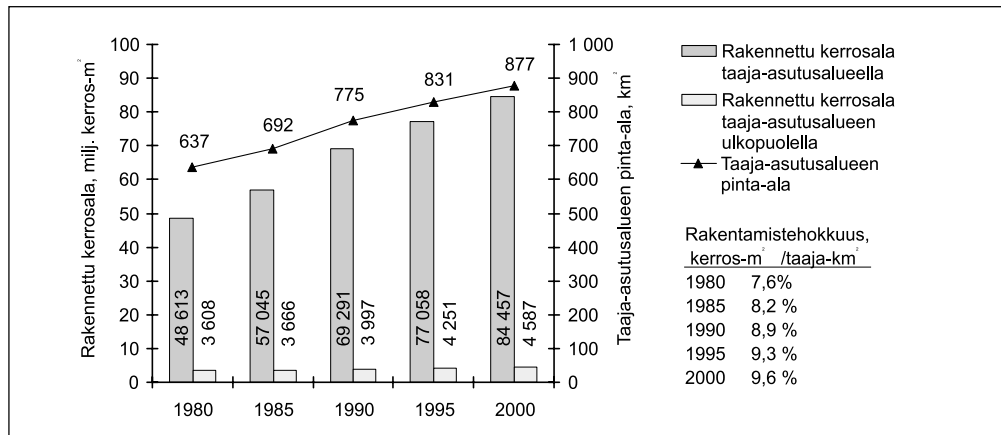 Rakennettu kerrosala, milj. kerros-m²
100
90
80
70
60
50
40
30
20
10
0
637
692
775
831
877
48 613
3 608
57 045
3 666
69 291
3 997
77 058
4 251
84 457
4 587
1980
1985
1990
1995
2000
1 000
900
800
700
600
500
400
300
200
100
0
Taaja-asutusalueen pinta-ala, km²
Rakennettu kerrosala
taaja-asutusalueella
Rakennettu kerrosala
taaja-asutusalueen
ulkopuolella
Taaja-asutusalueen
pinta-ala
Rakentamistehokkuus,
kerros-m² /taaja-km²
1980 7,6%
1985 8,2 %
1990 8,9 %
1995 9,3 %
2000 9,6 %